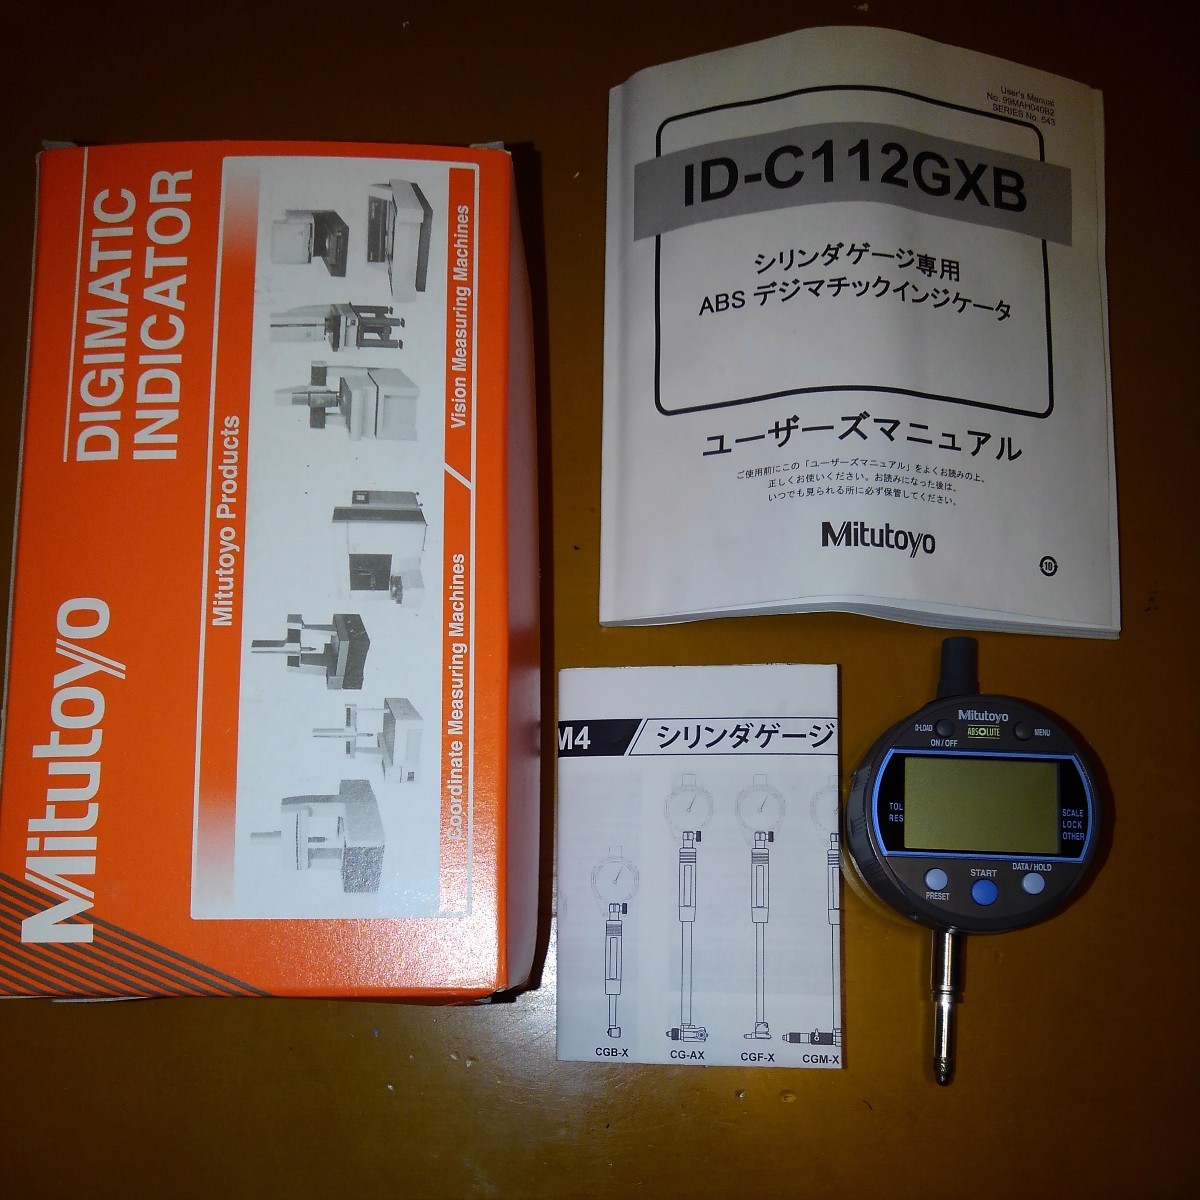 Mitutoyo
DIGIMATIC
INDICATOR
Mitutoyo Products
Coordinate Measuring Machines / Vision Measuring Machines
User's Manual
No. 99MAH040B2
SERIES No. 543
ID-C112GXB
シリンダゲージ専用
ABS デジマチックインジケータ
ユーザーズマニュアル
ご使用前にこの「ユーザーズマニュアル」をよくお読みの上、
正しくお使いください。お読みになった後は、
いつでも見られる所に必ず保管してください。
Mitutoyo
10
M4 / シリンダゲージ
CGB-X CG-AX CGF-X CGM-X
Mitutoyo
ABSOLUTE
D-LOAD
ON / OFF
MENU
TOL
RES
SCALE
LOCK
OTHER
PRESET
START
DATA / HOLD